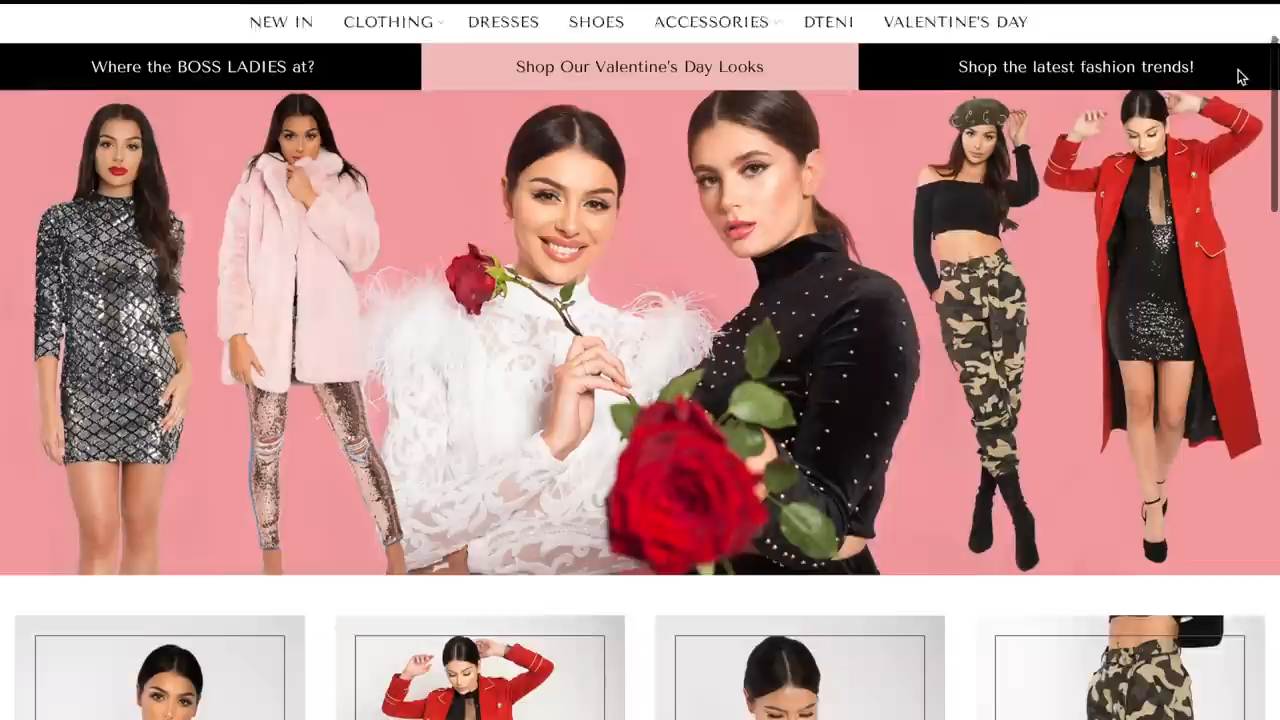 NEW IN CLOTHING DRESSES SHOES ACCESSORIES DTENI VALENTINE'S DAY
Where the BOSS LADIES at? Shop Our Valentine's Day Looks Shop the latest fashion trends!